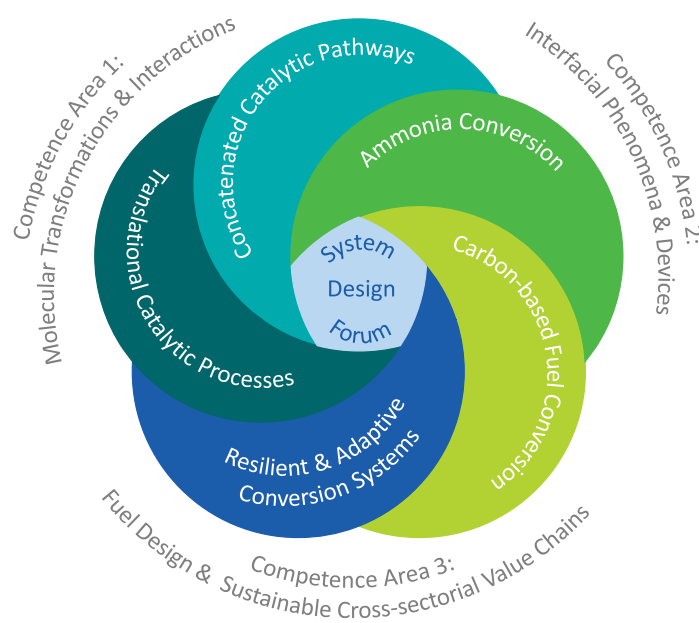 Competence Area 1:
Molecular Transformations & Interactions
Competence Area 2:
Interfacial Phenomena & Devices
Concatenated Catalytic Pathways
Ammonia Conversion
Translational Catalytic Processes
Carbon-based Fuel Conversion
System
Design
Forum
Resilient & Adaptive
Conversion Systems
Competence Area 3:
Fuel Design & Sustainable Cross-sectorial Value Chains